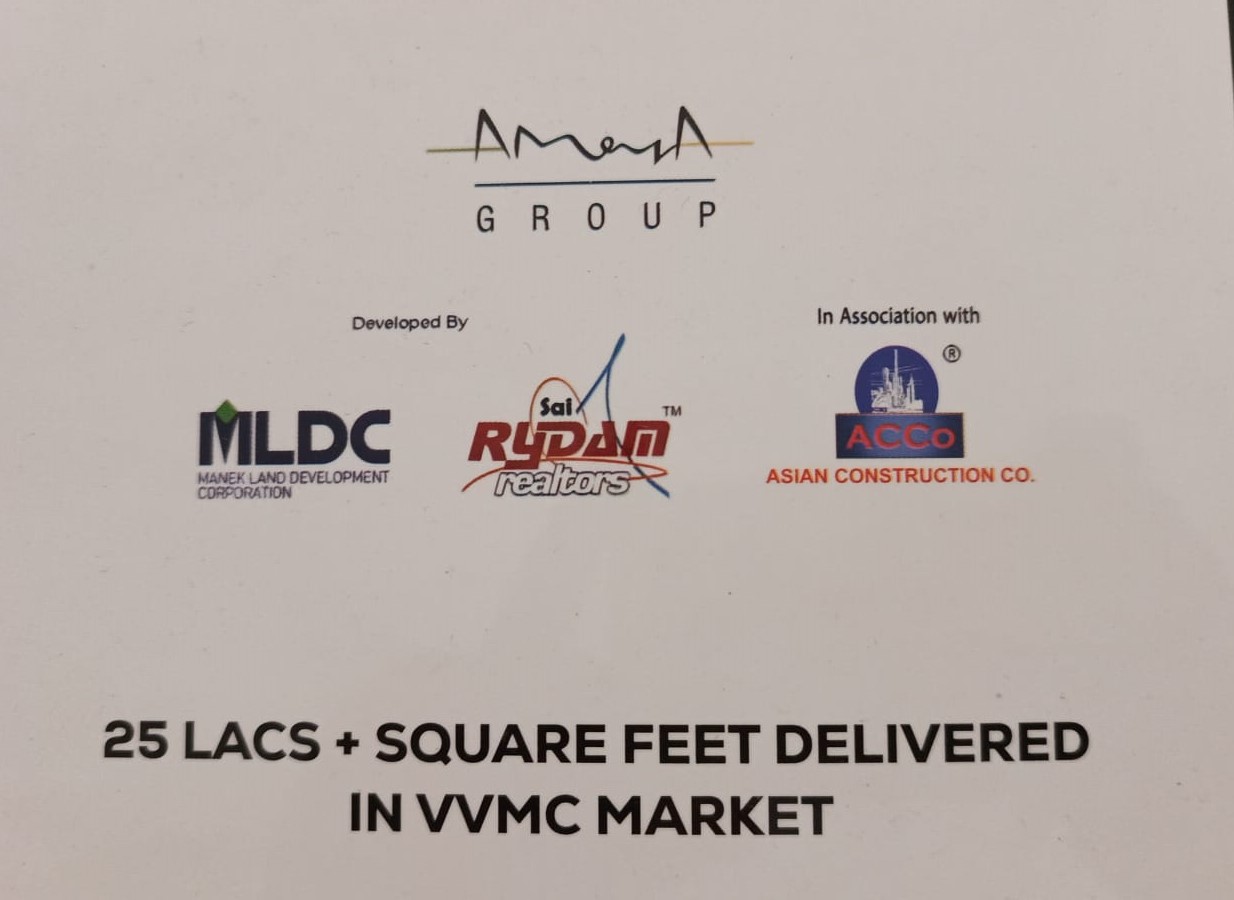 AMeyA
GROUP
Developed By
In Association with
MLDC
MANEK LAND DEVELOPMENT
CORPORATION
Sai
RYDAM
TM
realtors
®
ACCo
ASIAN CONSTRUCTION CO.
25 LACS + SQUARE FEET DELIVERED
IN VVMC MARKET